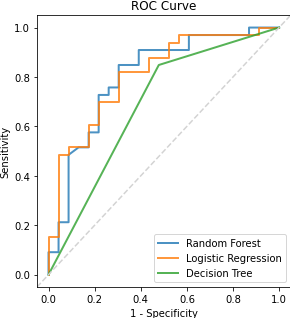 ROC Curve
1.0
0.8
0.6
0.4
0.2
0.0
Sensitivity
Random Forest
Logistic Regression
Decision Tree
0.0 0.2 0.4 0.6 0.8 1.0
1 - Specificity